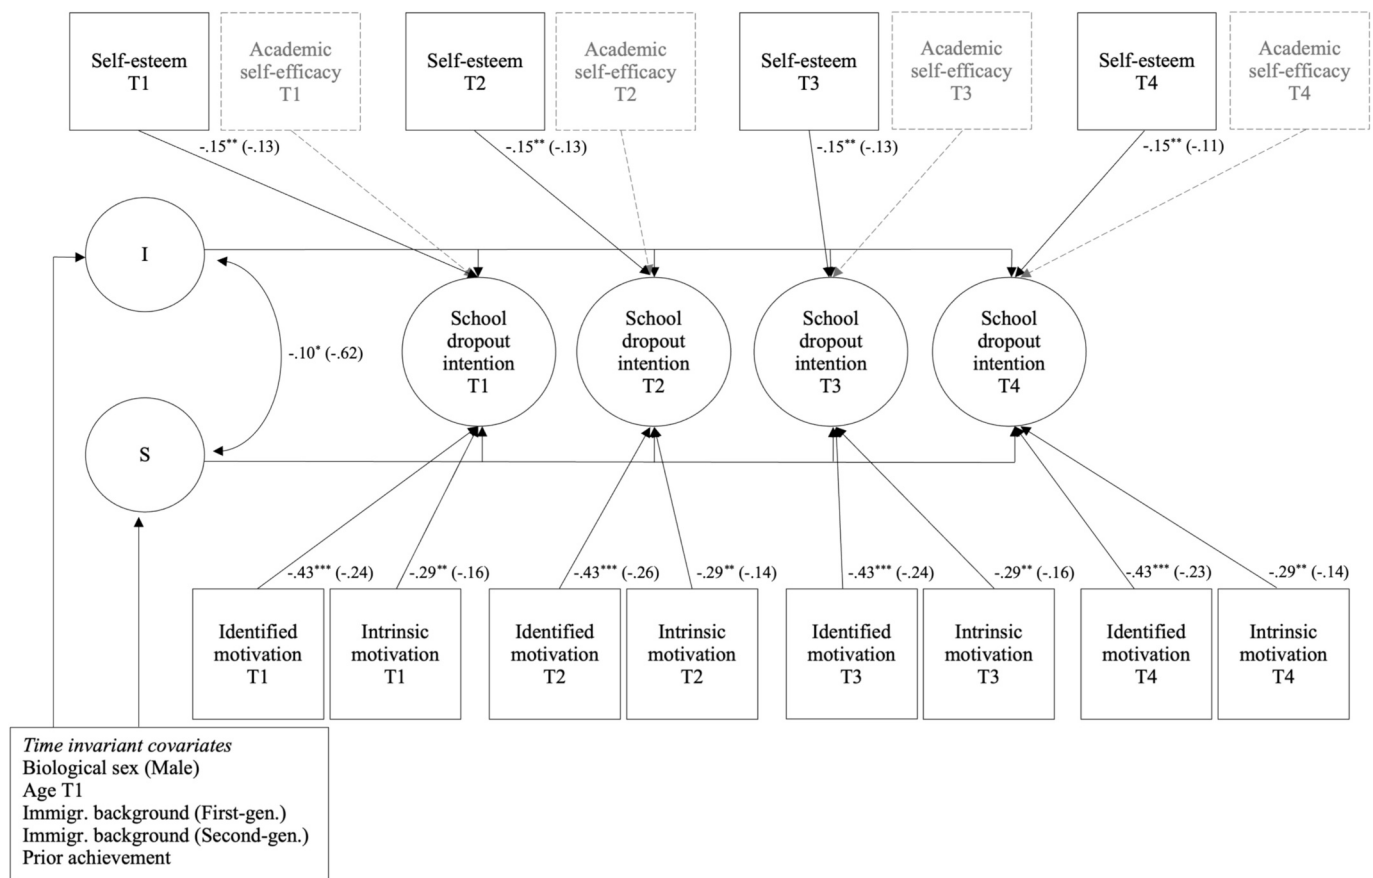 Self-esteem
T1
Academic
self-efficacy
T1
Self-esteem
T2
Academic
self-efficacy
T2
Self-esteem
T3
Academic
self-efficacy
T3
Self-esteem
T4
Academic
self-efficacy
T4
-.15** (-.13)
-.15** (-.13)
-.15** (-.13)
-.15** (-.11)
I
-.10* (-.62)
S
School
dropout
intention
T1
School
dropout
intention
T2
School
dropout
intention
T3
School
dropout
intention
T4
-.43*** (-.24)
-.29** (-.16)
-.43*** (-.26)
-.29** (-.14)
-.43*** (-.24)
-.29** (-.16)
-.43*** (-.23)
-.29** (-.14)
Identified
motivation
T1
Intrinsic
motivation
T1
Identified
motivation
T2
Intrinsic
motivation
T2
Identified
motivation
T3
Intrinsic
motivation
T3
Identified
motivation
T4
Intrinsic
motivation
T4
Time invariant covariates
Biological sex (Male)
Age T1
Immigr. background (First-gen.)
Immigr. background (Second-gen.)
Prior achievement